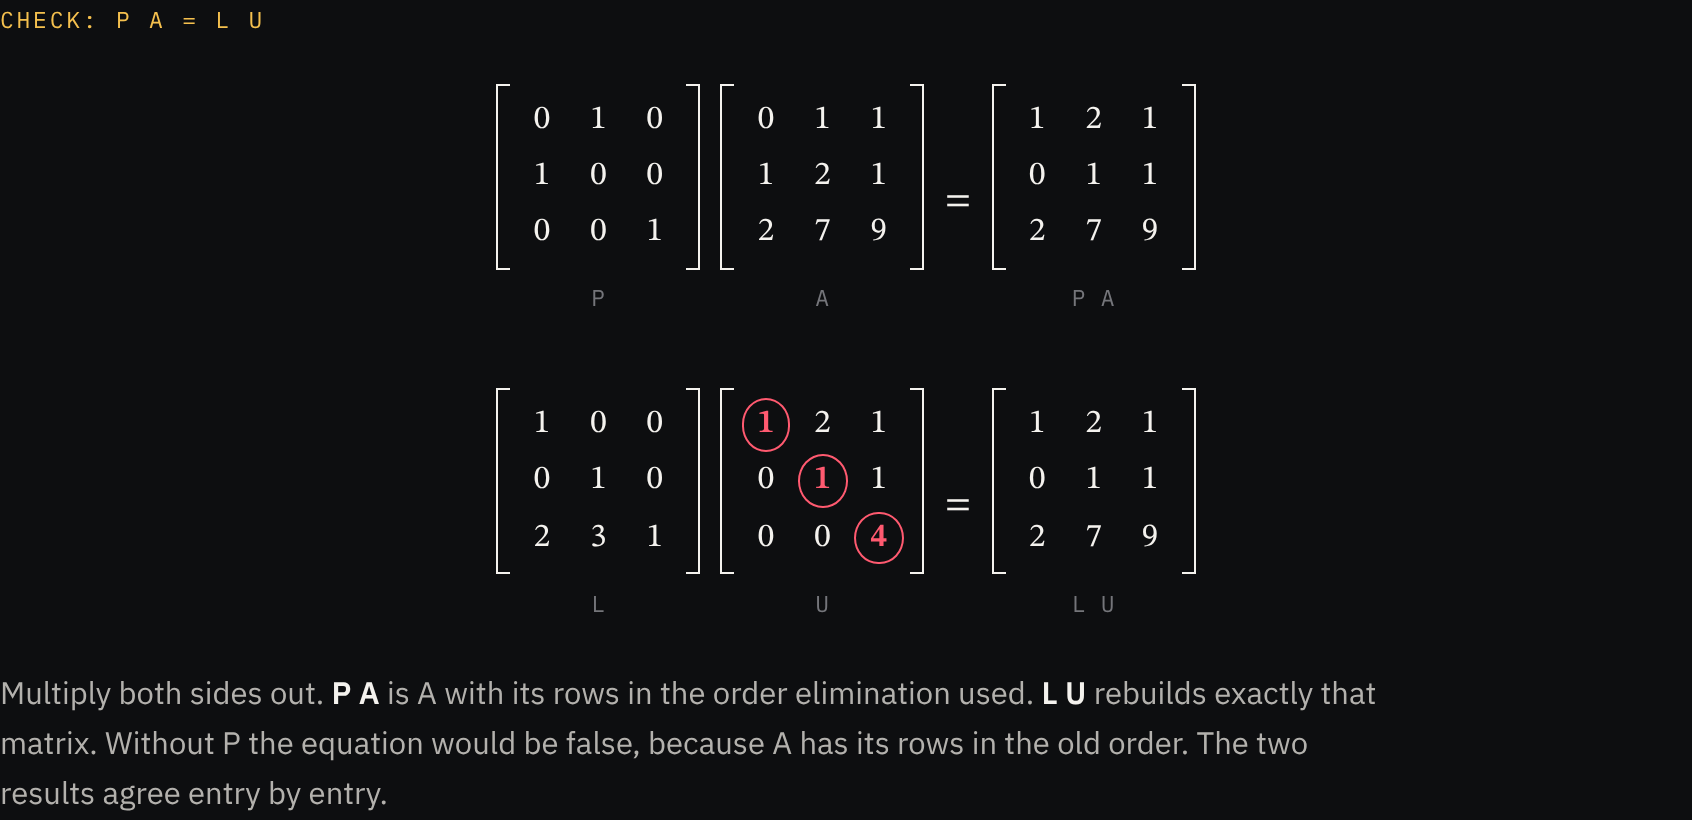 CHECK: P A = L U
0 1 0 0 1 1 1 2 1
1 0 0 1 2 1 = 0 1 1
0 0 1 2 7 9 2 7 9
P A P A
1 0 0 1 2 1 1 2 1
0 1 0 0 1 1 = 0 1 1
2 3 1 0 0 4 2 7 9
L U L U
Multiply both sides out. P A is A with its rows in the order elimination used. L U rebuilds exactly that
matrix. Without P the equation would be false, because A has its rows in the old order. The two
results agree entry by entry.